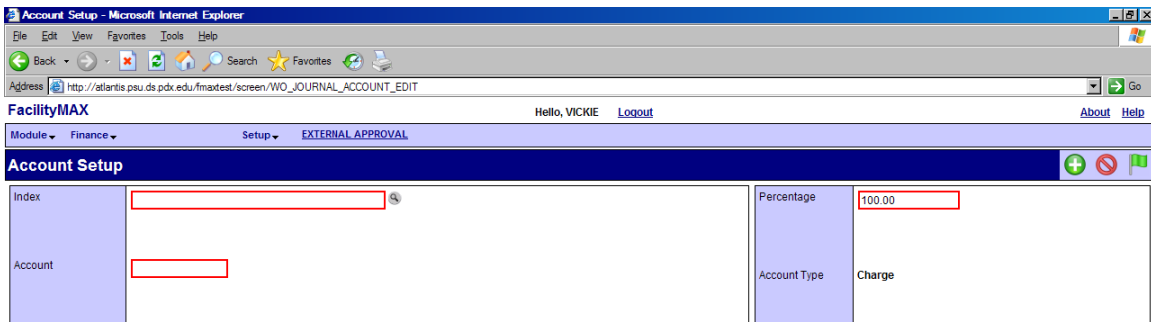 Account Setup - Microsoft Internet Explorer
File Edit View Favorites Tools Help
Back Search Favorites
Address http://atlantis.psu.ds.pdx.edu/fmaxtest/screen/WO_JOURNAL_ACCOUNT_EDIT Go
FacilityMAX Hello, VICKIE Logout About Help
Module Finance Setup EXTERNAL APPROVAL
Account Setup
Index Percentage 100.00
Account Account Type Charge